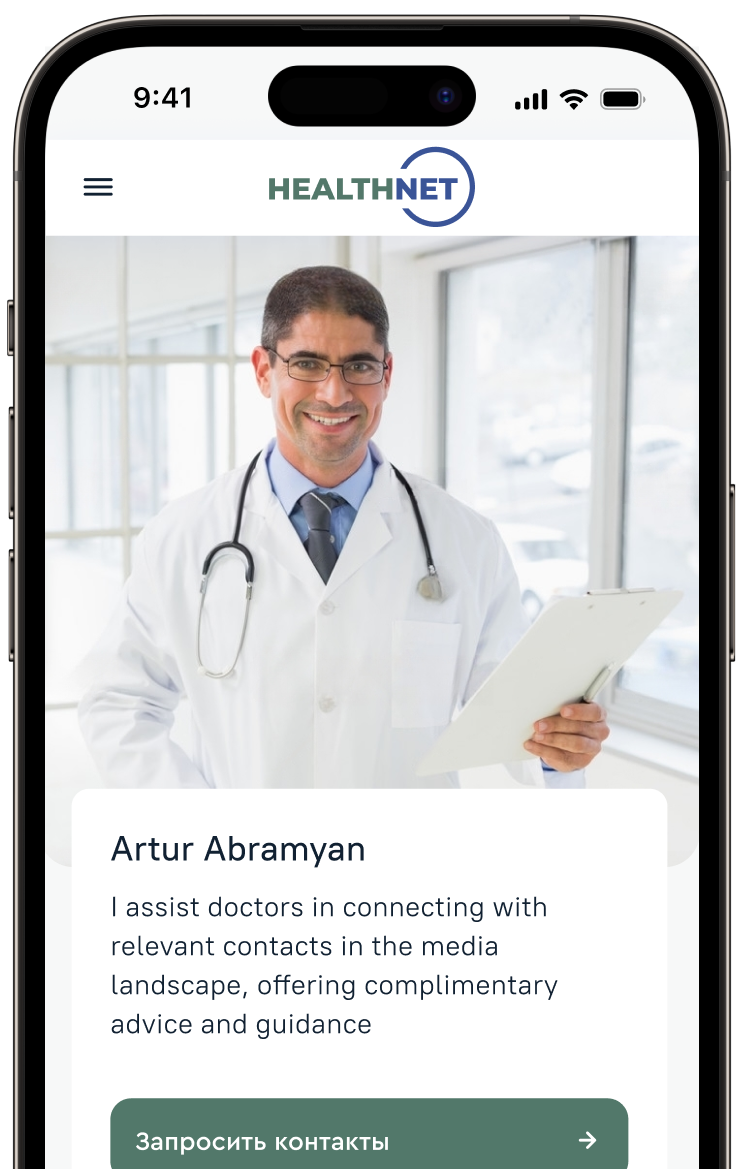 9:41
HEALTHNET
Artur Abramyan
I assist doctors in connecting with
relevant contacts in the media
landscape, offering complimentary
advice and guidance
Запросить контакты